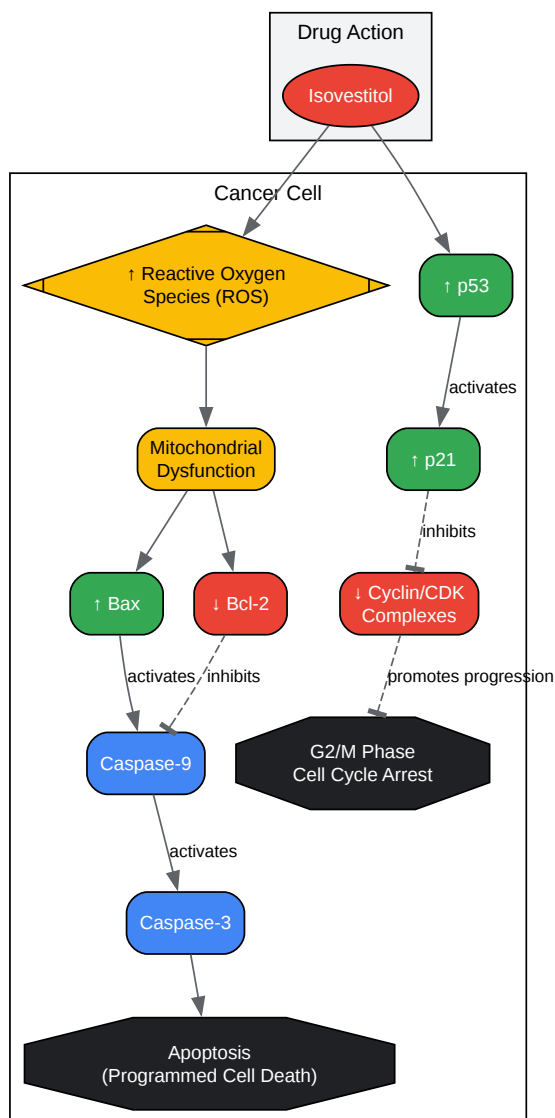 Drug Action
Isovestitol
Cancer Cell
↑ Reactive Oxygen
Species (ROS)
↑ p53
activates
Mitochondrial
Dysfunction
↑ p21
inhibits
↑ Bax
↓ Bcl-2
↓ Cyclin/CDK
Complexes
activates
inhibits
promotes progression
Caspase-9
G2/M Phase
Cell Cycle Arrest
activates
Caspase-3
Apoptosis
(Programmed Cell Death)